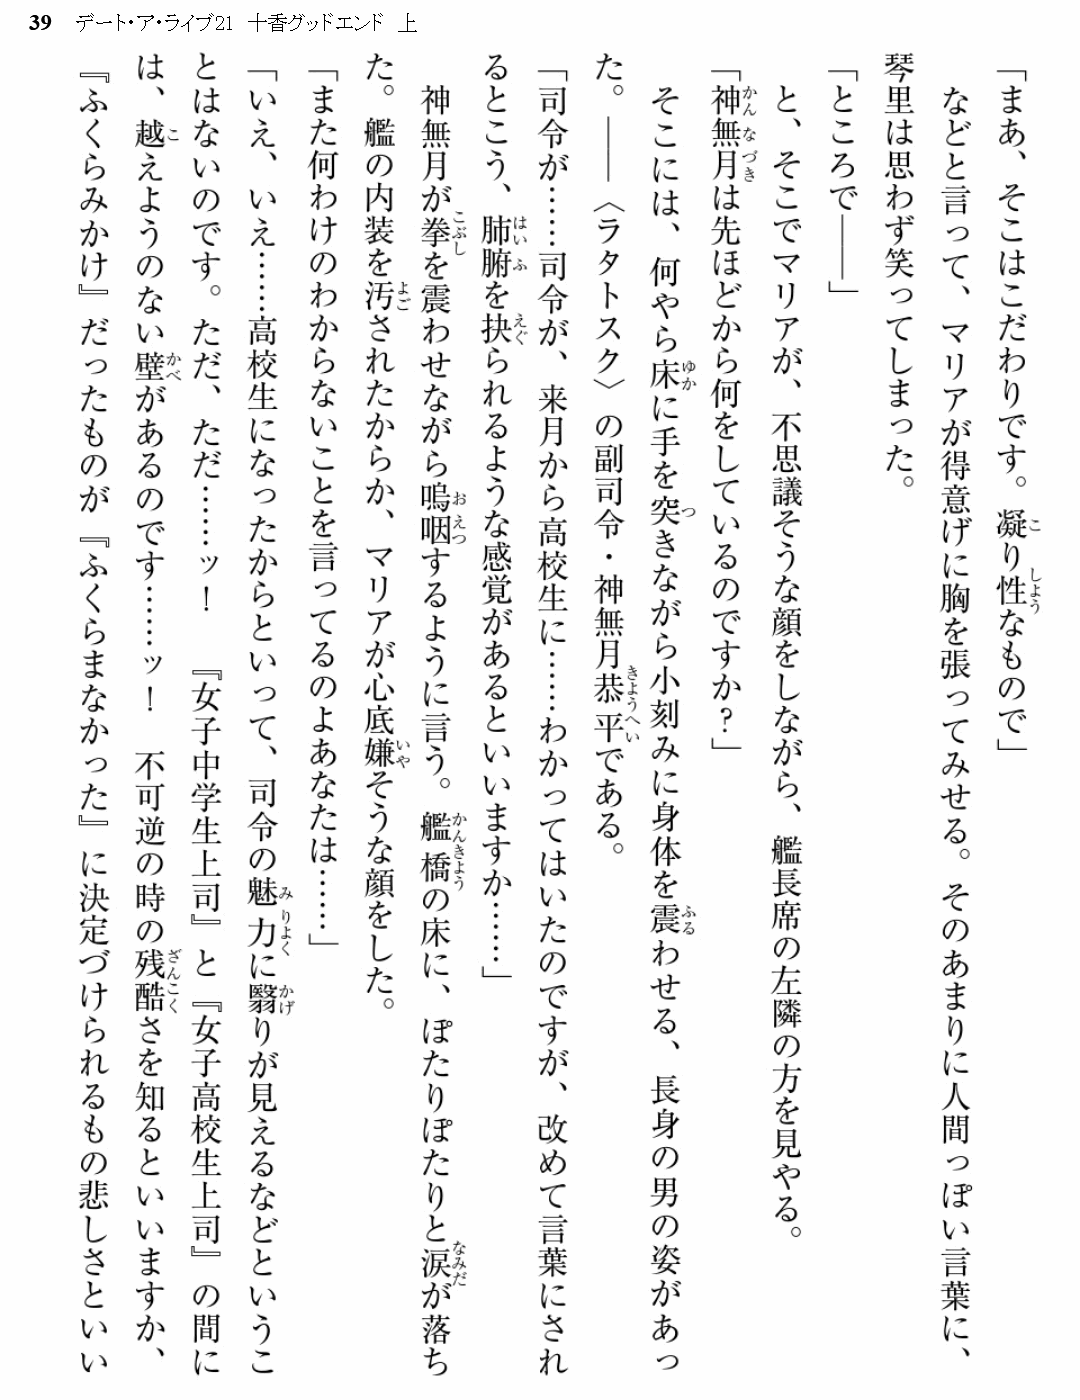 39 デート・ア・ライブ21 十香グッドエンド 上
「まあ、そこはこだわりです。凝り性なもので」
　などと言って、マリアが得意げに胸を張ってみせる。そのあまりに人間っぽい言葉に、
琴里は思わず笑ってしまった。
「ところで――」
　と、そこでマリアが、不思議そうな顔をしながら、艦長席の左隣の方を見やる。
「神無月は先ほどから何をしているのですか？」
　そこには、何やら床に手を突きながら小刻みに身体を震わせる、長身の男の姿があっ
た。――〈ラタトスク〉の副司令・神無月恭平である。
「司令が……司令が、来月から高校生に……わかってはいたのですが、改めて言葉にされ
るとこう、肺腑を抉られるような感覚があるといいますか……」
　神無月が拳を震わせながら嗚咽するように言う。艦橋の床に、ぽたりぽたりと涙が落ち
た。艦の内装を汚されたからか、マリアが心底嫌そうな顔をした。
「また何わけのわからないことを言ってるのよあなたは……」
「いえ、いえ……高校生になったからといって、司令の魅力に翳りが見えるなどというこ
とはないのです。ただ、ただ……ッ！　『女子中学生上司』と『女子高校生上司』の間に
は、越えようのない壁があるのです……ッ！　不可逆の時の残酷さを知るといいますか、
『ふくらみかけ』だったものが『ふくらまなかった』に決定づけられるもの悲しさといい